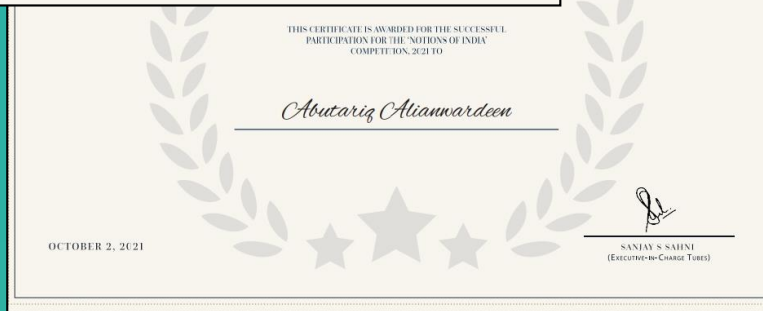 THIS CERTIFICATE IS AWARDED FOR THE SUCCESSFUL
PARTICIPATION FOR THE 'NOTIONS OF INDIA'
COMPETITION, 2021 TO
Abutariq Alianwardeen
OCTOBER 2, 2021
SANJAY S SAHNI
(EXECUTIVE-IN-CHARGE TUBES)